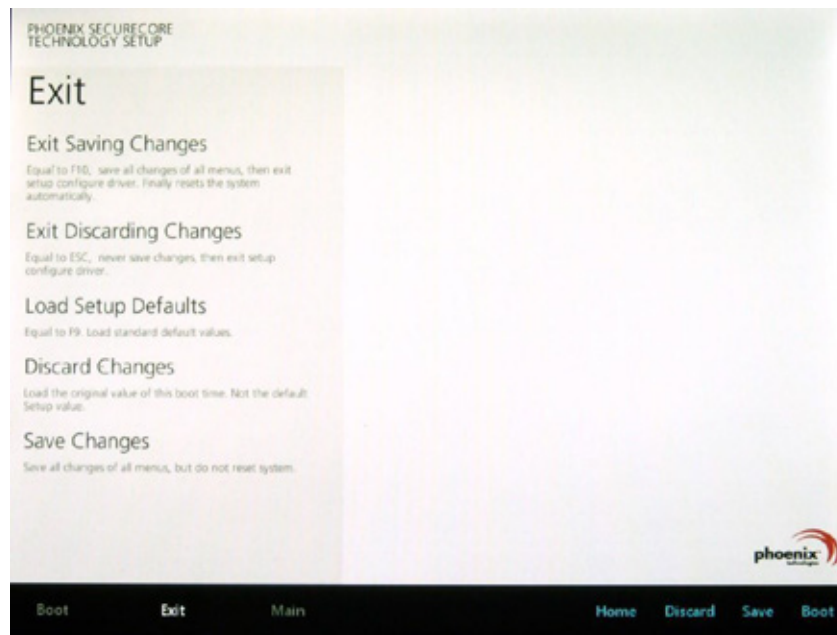 PHOENIX SECURECORE
TECHNOLOGY SETUP
Exit
Exit Saving Changes
Equal to F10, save all changes of all menus, then exit
setup configure driver. Finally resets the system
automatically.
Exit Discarding Changes
Equal to ESC, never save changes, then exit setup
configure driver.
Load Setup Defaults
Equal to F9. Load standard default values.
Discard Changes
Load the original value of this boot time. Not the default
Setup value.
Save Changes
Save all changes of all menus, but do not reset system.
phoenix
technologies
Boot Exit Main Home Discard Save Boot